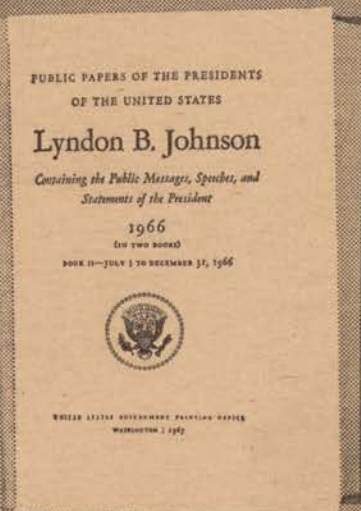 PUBLIC PAPERS OF THE PRESIDENTS
OF THE UNITED STATES
Lyndon B. Johnson
Containing the Public Messages, Speeches, and
Statements of the President
1966
(IN TWO BOOKS)
BOOK II—JULY 1 TO DECEMBER 31, 1966
UNITED STATES GOVERNMENT PRINTING OFFICE
WASHINGTON : 1967